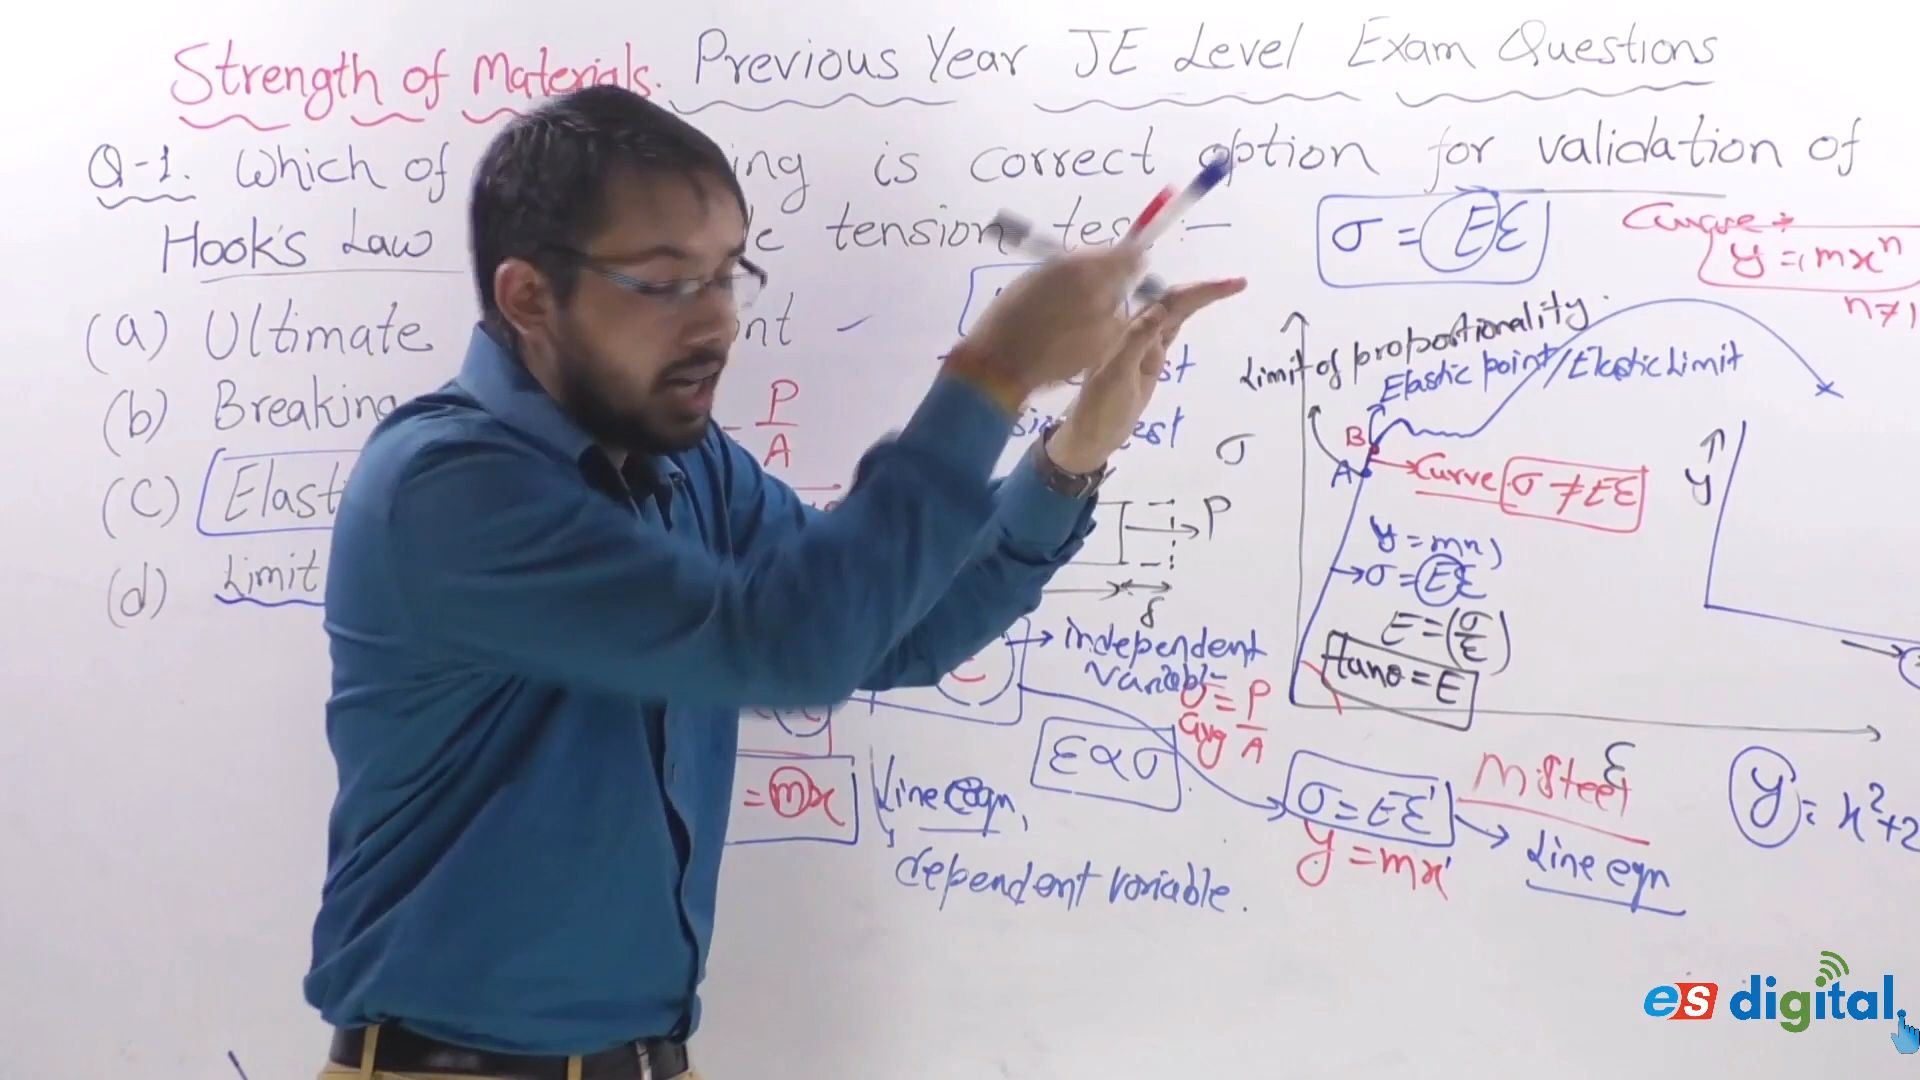 Strength of Materials. Previous Year JE Level Exam Questions
Q-1. Which of ing is correct option for validation of
Hook's Law tension test :-
(a) Ultimate
(b) Breaking
(c) Elast
(d) Limit
P
A
σ = Eε
Curve
y = mxⁿ
n≠1
Limit of proportionality.
Elastic point/Elastic Limit
σ
B
A
Curve σ ≠ Eε
y = mx
σ = Eε
E = (σ/ε)
tanθ = E
ε
y
P
δ
independent
variable
σ = P
avg A
ε ∝ σ
= mx
Line eqn,
dependent variable.
σ = Eε
y = mx
M.Steel
Line eqn
y = x²+2
es digital.